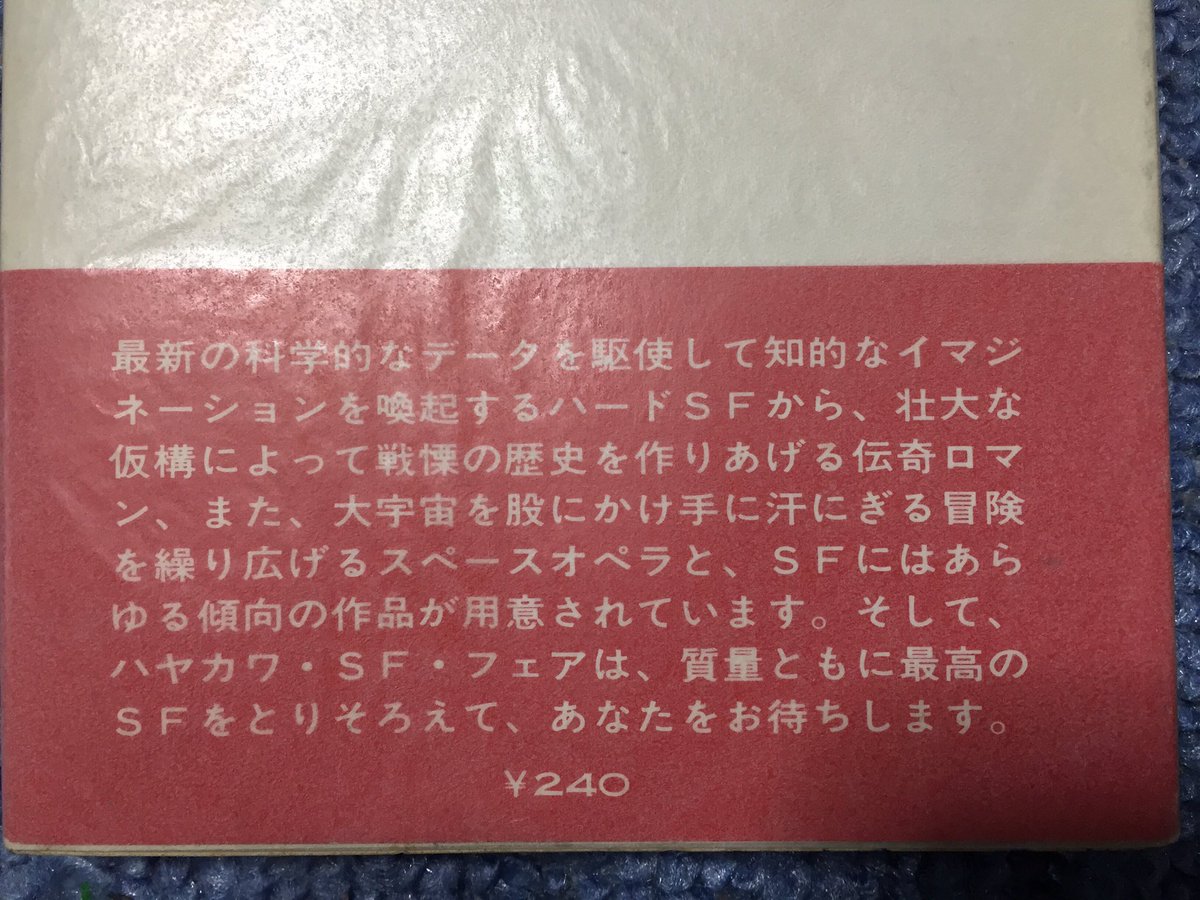 最新の科学的なデータを駆使して知的なイマジ
ネーションを喚起するハードＳＦから、壮大な
仮構によって戦慄の歴史を作りあげる伝奇ロマ
ン、また、大宇宙を股にかけ手に汗にぎる冒険
を繰り広げるスペースオペラと、ＳＦにはあら
ゆる傾向の作品が用意されています。そして、
ハヤカワ・ＳＦ・フェアは、質量ともに最高の
ＳＦをとりそろえて、あなたをお待ちします。
￥240